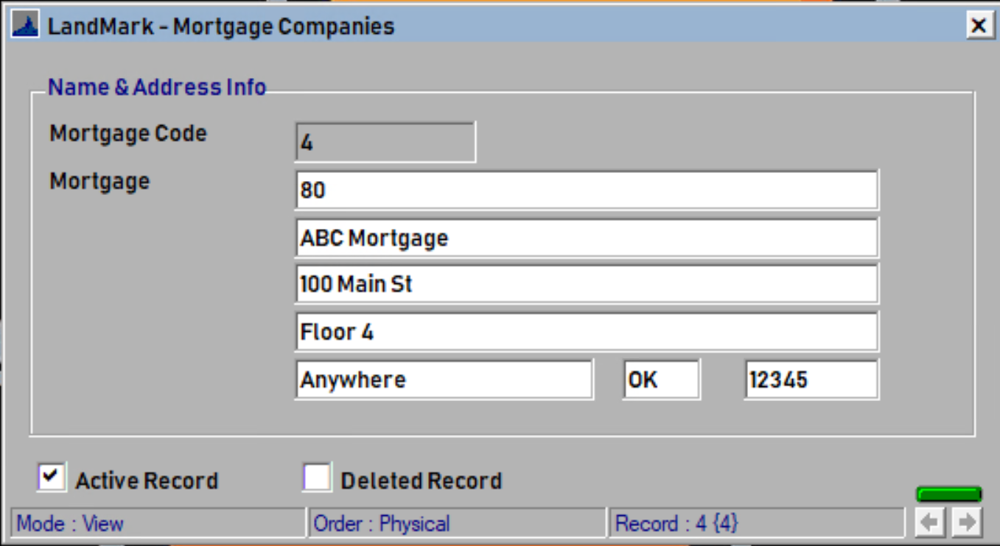 LandMark - Mortgage Companies
Name & Address Info
Mortgage Code 4
Mortgage 80
ABC Mortgage
100 Main St
Floor 4
Anywhere OK 12345
Active Record Deleted Record
Mode : View Order : Physical Record : 4 {4}